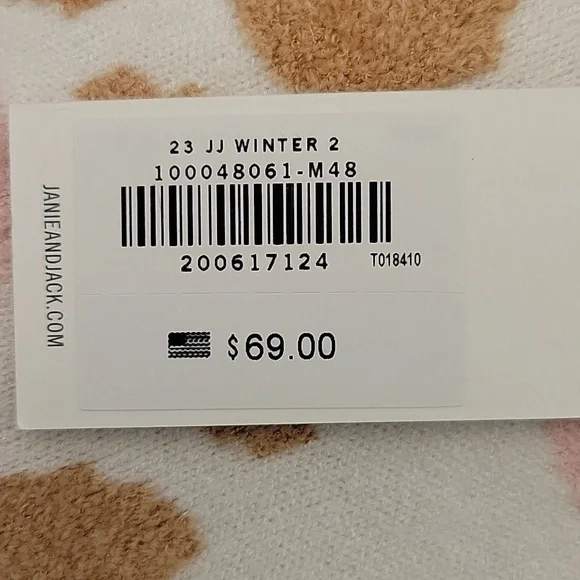 23 JJ WINTER 2
100048061-M48
200617124
T018410
$69.00
JANIEANDJACK.COM